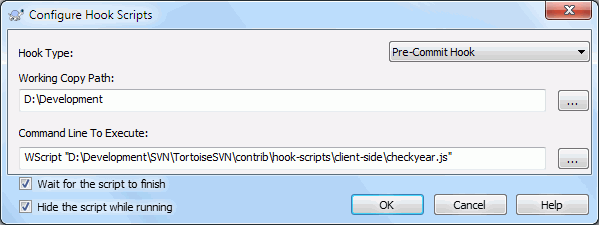 Configure Hook Scripts
Hook Type: Pre-Commit Hook
Working Copy Path:
D:\Development
...
Command Line To Execute:
WScript "D:\Development\SVN\TortoiseSVN\contrib\hook-scripts\client-side\checkyear.js"
...
Wait for the script to finish
Hide the script while running
OK Cancel Help